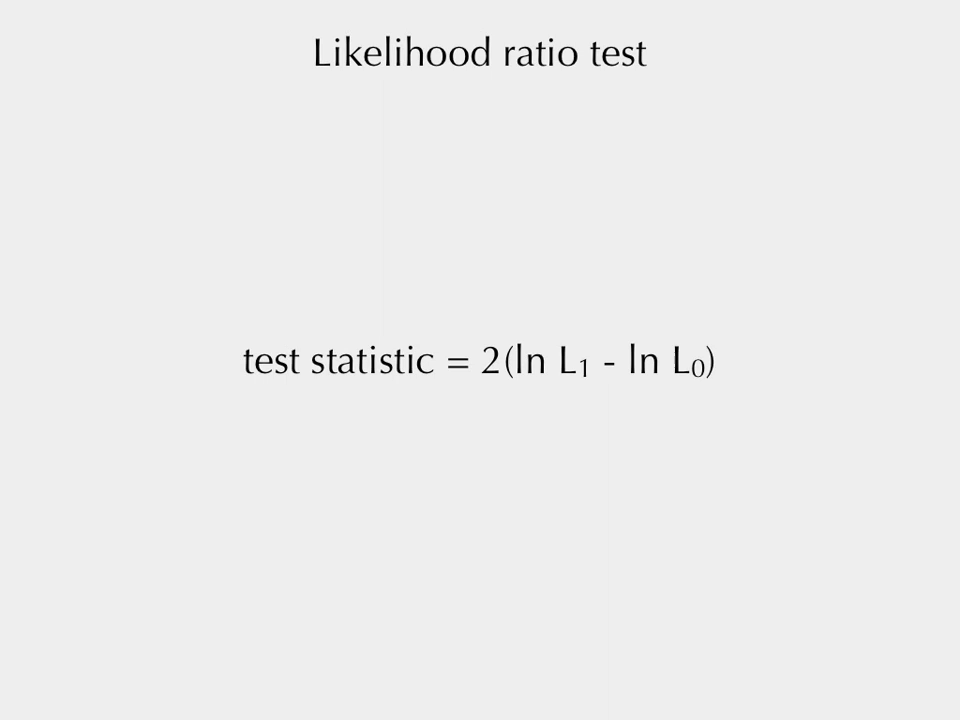 Likelihood ratio test
test statistic = 2(ln L₁ - ln L₀)